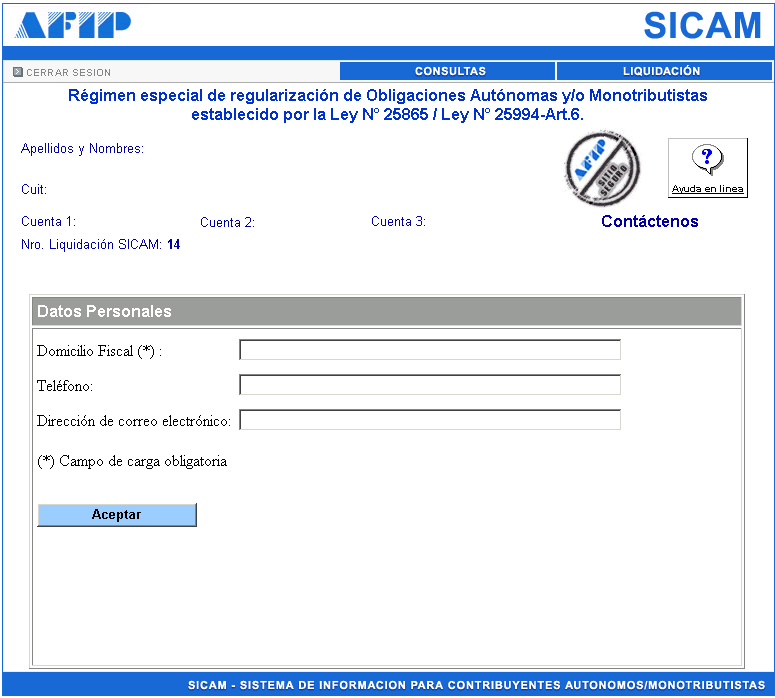 AFIP
SICAM
CERRAR SESION
CONSULTAS
LIQUIDACIÓN
Régimen especial de regularización de Obligaciones Autónomas y/o Monotributistas
establecido por la Ley N° 25865 / Ley N° 25994-Art.6.
Apellidos y Nombres:
AFIP
SITIO
SEGURO
?
Ayuda en linea
Cuit:
Cuenta 1:
Cuenta 2:
Cuenta 3:
Contáctenos
Nro. Liquidación SICAM: 14
Datos Personales
Domicilio Fiscal (*) :
Teléfono:
Dirección de correo electrónico:
(*) Campo de carga obligatoria
Aceptar
SICAM - SISTEMA DE INFORMACION PARA CONTRIBUYENTES AUTONOMOS/MONOTRIBUTISTAS